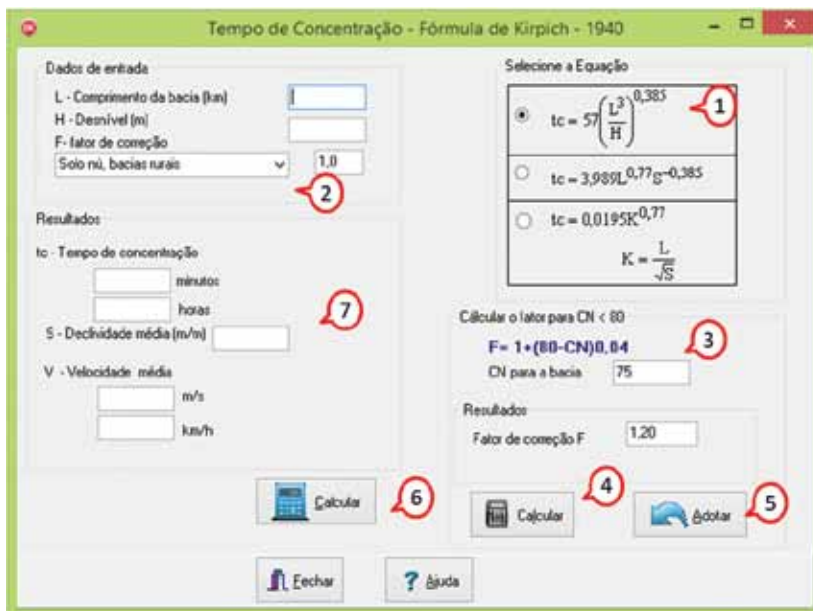 Tempo de Concentração - Fórmula de Kirpich - 1940
Dados de entrada
L - Comprimento da bacia (km)
H - Desnível (m)
F- fator de correção
Solo nú, bacias rurais
1,0
2
Resultados
tc - Tempo de concentração
minutos
horas
S - Declividade média (m/m)
7
V - Velocidade média
m/s
km/h
Calcular
6
Selecione a Equação
tc = 57(L³/H)^0,385
1
tc = 3,989L^0,77 S^-0,385
tc = 0,0195K^0,77
K = L/√S
Cálcular o fator para CN < 80
F= 1+(80-CN)0,04
3
CN para a bacia
75
Resultados
Fator de correção F
1,20
4
Calcular
5
Adotar
Fechar
? Ajuda